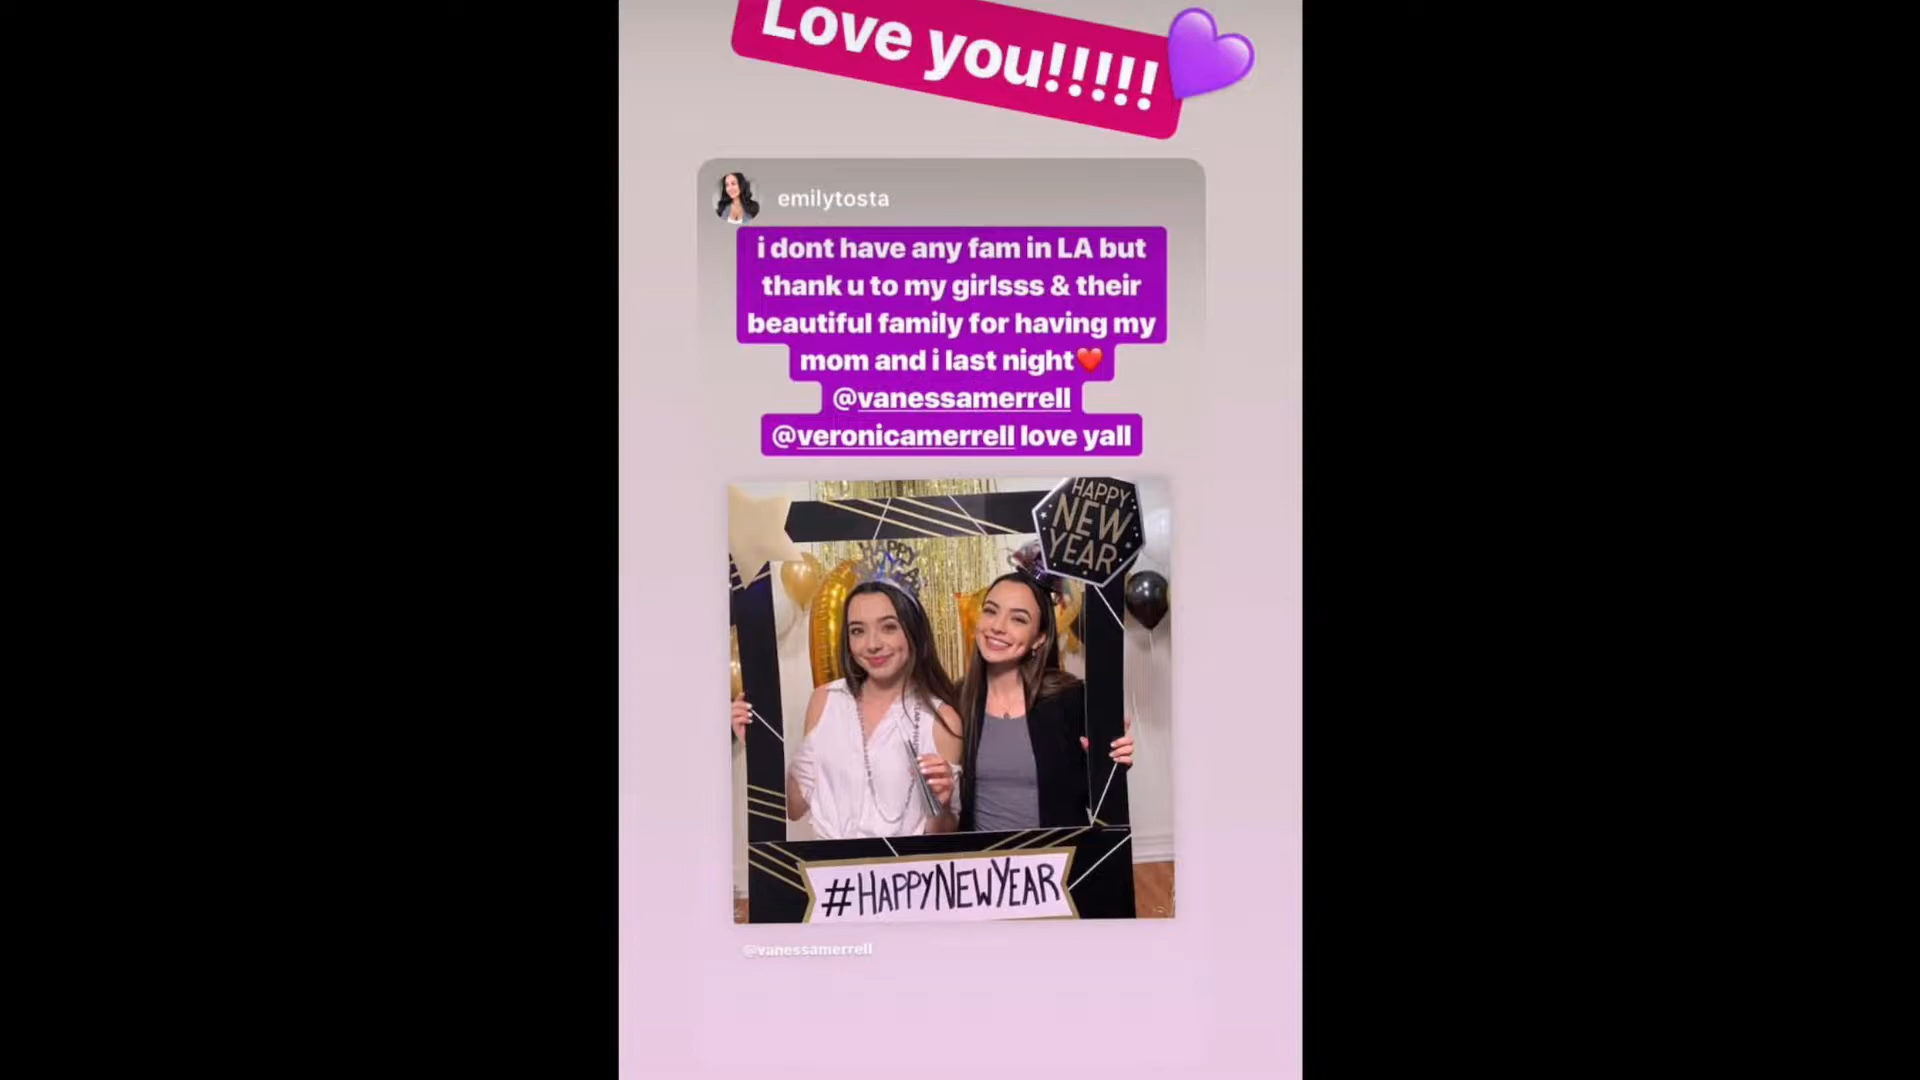 Love you!!!!!💜
emilytosta
i dont have any fam in LA but
thank u to my girlsss & their
beautiful family for having my
mom and i last night❤️
@vanessamerrell
@veronicamerrell love yall
HAPPY
NEW
YEAR
HAPPY
#HAPPYNEWYEAR
@vanessamerrell